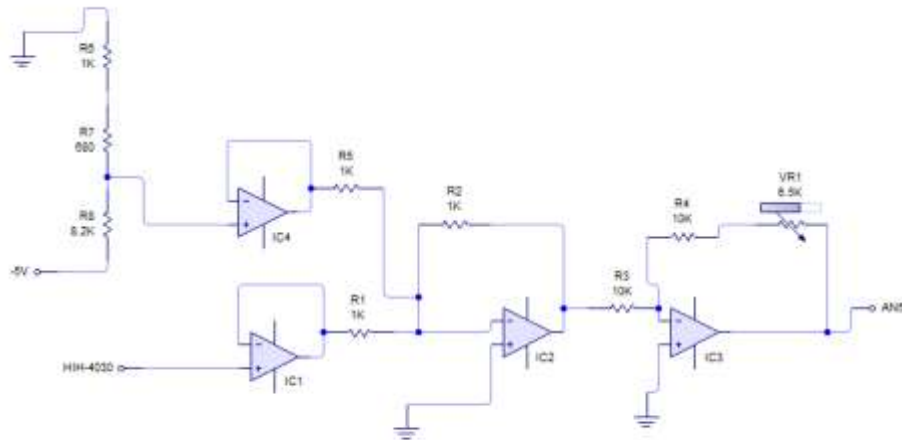 R6
1K
R7
680
R8
8.2K
-5V
IC4
R5
1K
R2
1K
VR1
8.5K
R4
10K
R3
10K
AN5
R1
1K
IC2
IC3
IC1
HIH-4030